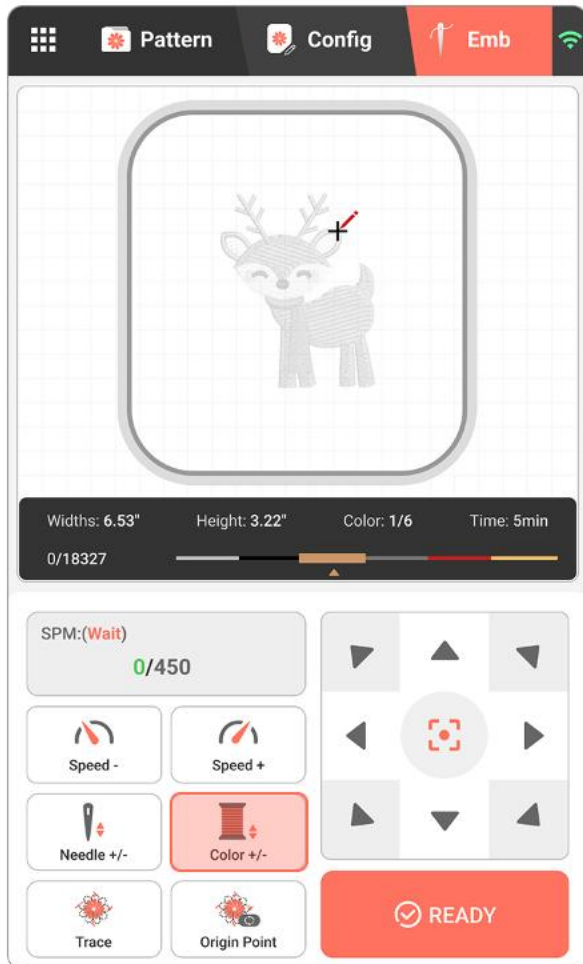 Pattern Config Emb
Widths: 6.53" Height: 3.22" Color: 1/6 Time: 5min
0/18327
SPM:(Wait)
0/450
Speed - Speed +
Needle +/- Color +/-
Trace Origin Point
READY